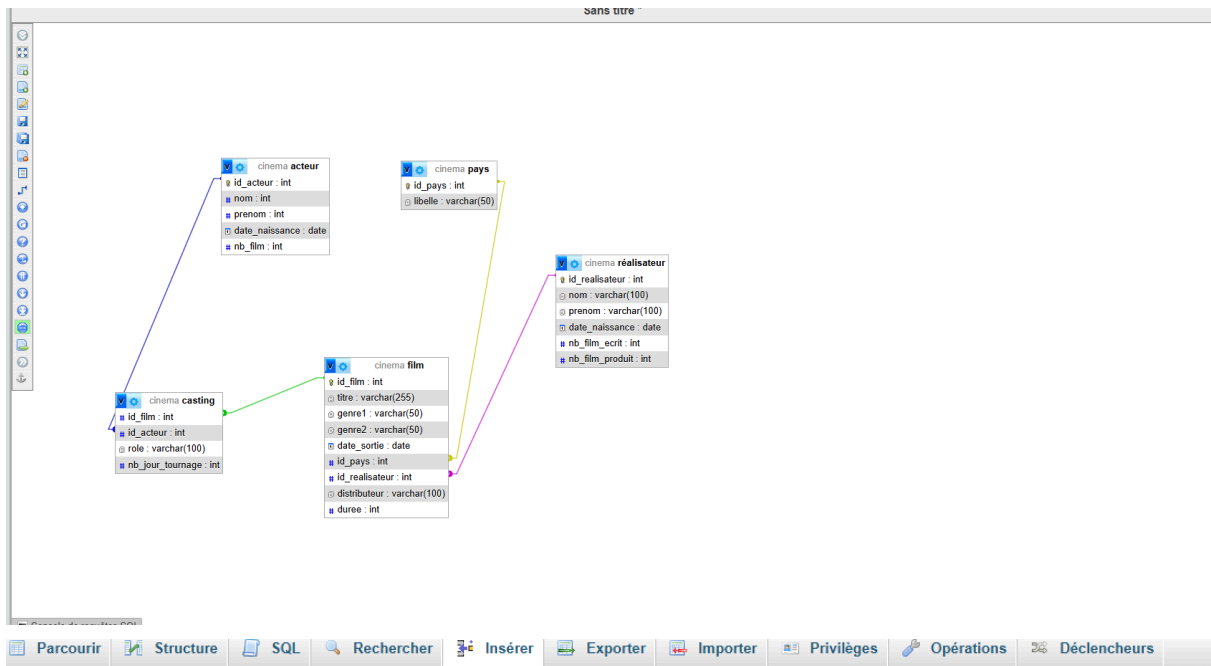 Sans titre *
cinema acteur
id_acteur : int
nom : int
prenom : int
date_naissance : date
nb_film : int
cinema pays
id_pays : int
libelle : varchar(50)
cinema réalisateur
id_realisateur : int
nom : varchar(100)
prenom : varchar(100)
date_naissance : date
nb_film_ecrit : int
nb_film_produit : int
cinema film
id_film : int
titre : varchar(255)
genre1 : varchar(50)
genre2 : varchar(50)
date_sortie : date
id_pays : int
id_realisateur : int
distributeur : varchar(100)
duree : int
cinema casting
id_film : int
id_acteur : int
role : varchar(100)
nb_jour_tournage : int
Console de requêtes SQL
Parcourir Structure SQL Rechercher Insérer Exporter Importer Privilèges Opérations Déclencheurs